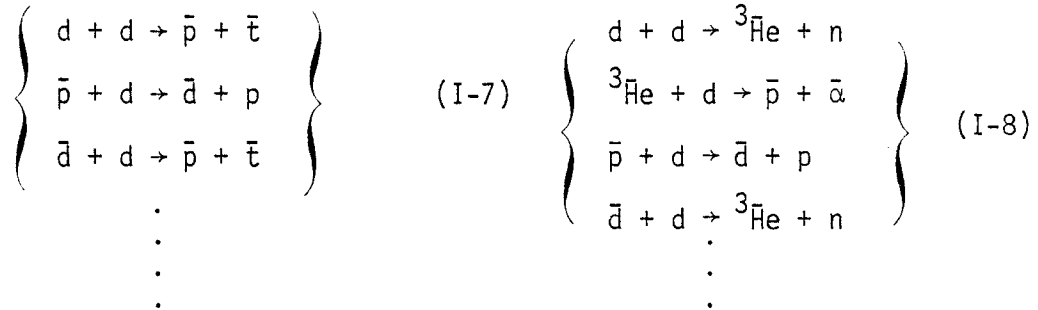 d + d → p̄ + t̄
p̄ + d → d̄ + p
d̄ + d → p̄ + t̄
(I-7)
d + d → ³H̄e + n
³H̄e + d → p̄ + ᾱ
p̄ + d → d̄ + p
d̄ + d → ³H̄e + n
(I-8)